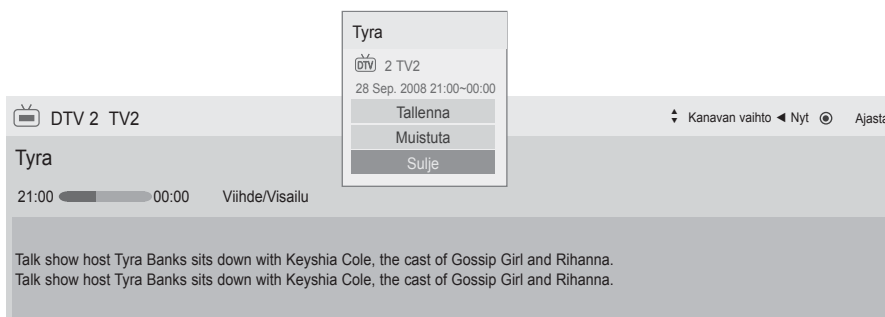 Tyra
DTV 2 TV2
28 Sep. 2008 21:00~00:00
Tallenna
Muistuta
Sulje
DTV 2 TV2
Kanavan vaihto ◄ Nyt ◉ Ajasta
Tyra
21:00 00:00 Viihde/Visailu
Talk show host Tyra Banks sits down with Keyshia Cole, the cast of Gossip Girl and Rihanna.
Talk show host Tyra Banks sits down with Keyshia Cole, the cast of Gossip Girl and Rihanna.